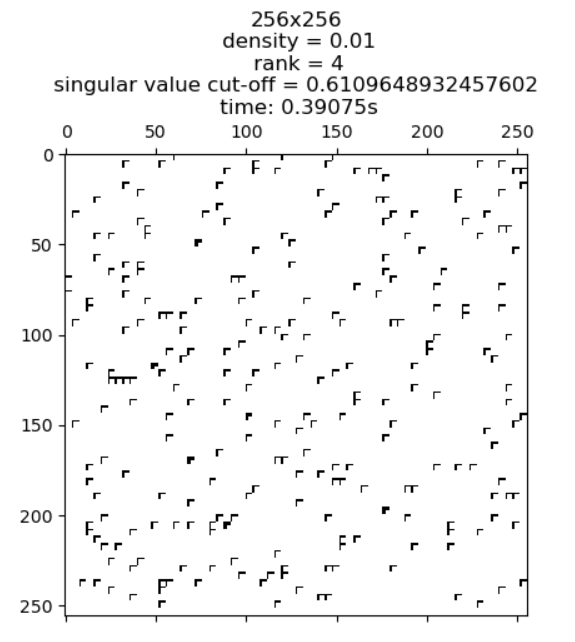 256x256
density = 0.01
rank = 4
singular value cut-off = 0.6109648932457602
time: 0.39075s
0 50 100 150 200 250
0
50
100
150
200
250